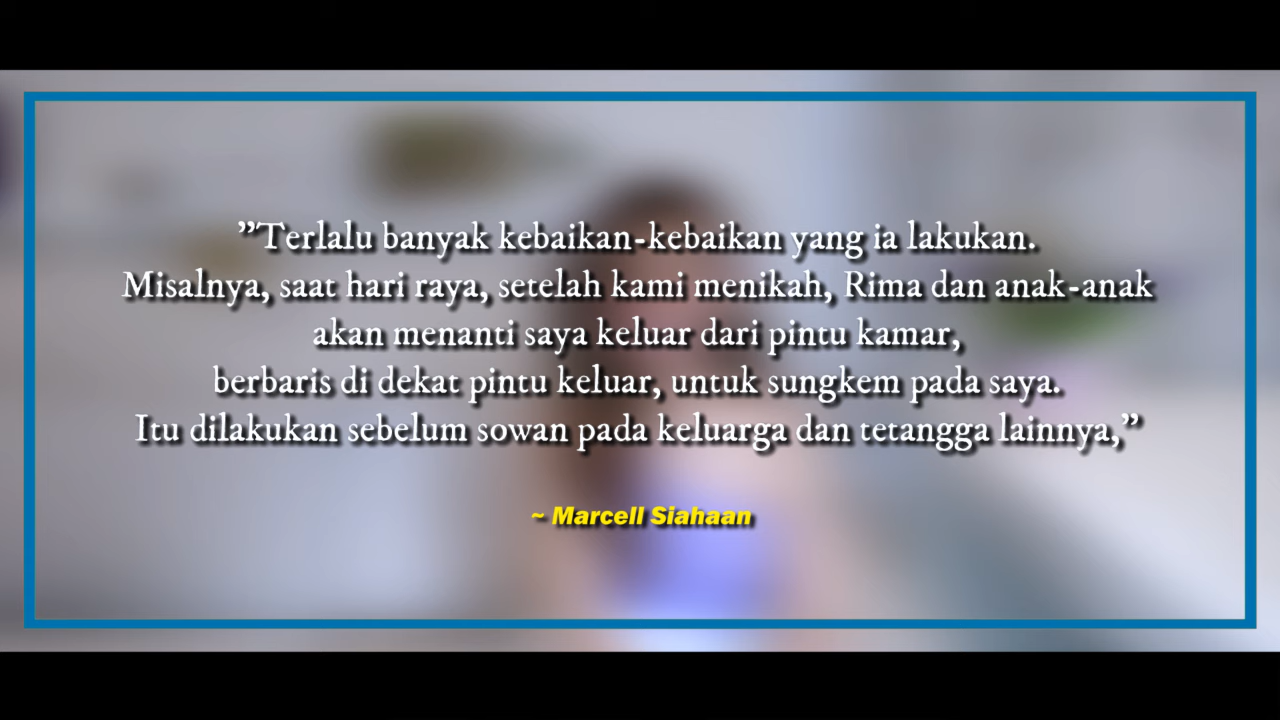 "Terlalu banyak kebaikan-kebaikan yang ia lakukan.
Misalnya, saat hari raya, setelah kami menikah, Rima dan anak-anak
akan menanti saya keluar dari pintu kamar,
berbaris di dekat pintu keluar, untuk sungkem pada saya.
Itu dilakukan sebelum sowan pada keluarga dan tetangga lainnya,"
~ Marcell Siahaan